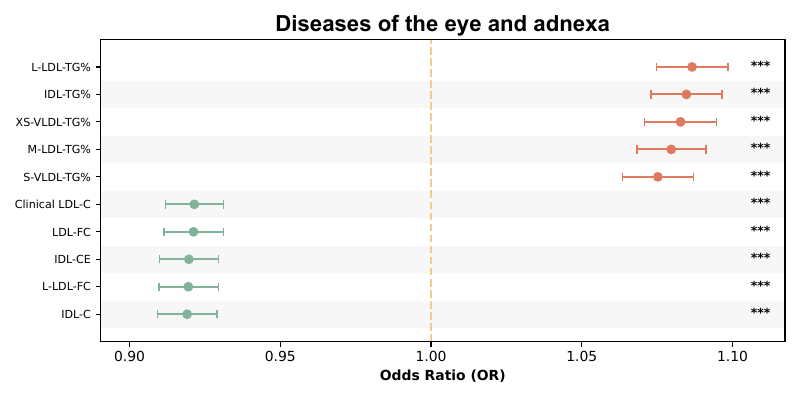 Diseases of the eye and adnexa
L-LDL-TG% ***
IDL-TG% ***
XS-VLDL-TG% ***
M-LDL-TG% ***
S-VLDL-TG% ***
Clinical LDL-C ***
LDL-FC ***
IDL-CE ***
L-LDL-FC ***
IDL-C ***
0.90 0.95 1.00 1.05 1.10
Odds Ratio (OR)